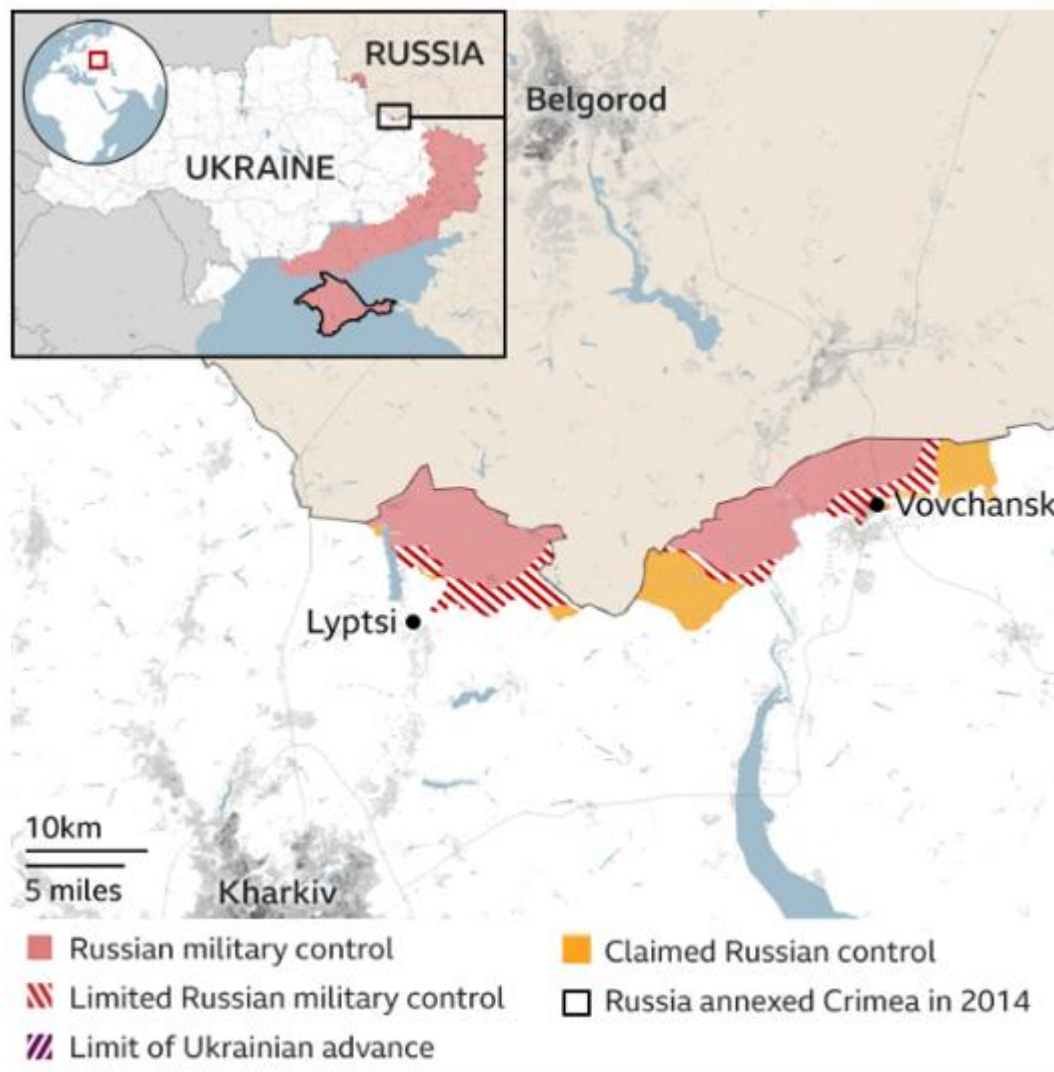 RUSSIA
UKRAINE
Belgorod
Vovchansk
Lyptsi
10km
5 miles
Kharkiv
Russian military control
Claimed Russian control
Limited Russian military control
Russia annexed Crimea in 2014
Limit of Ukrainian advance